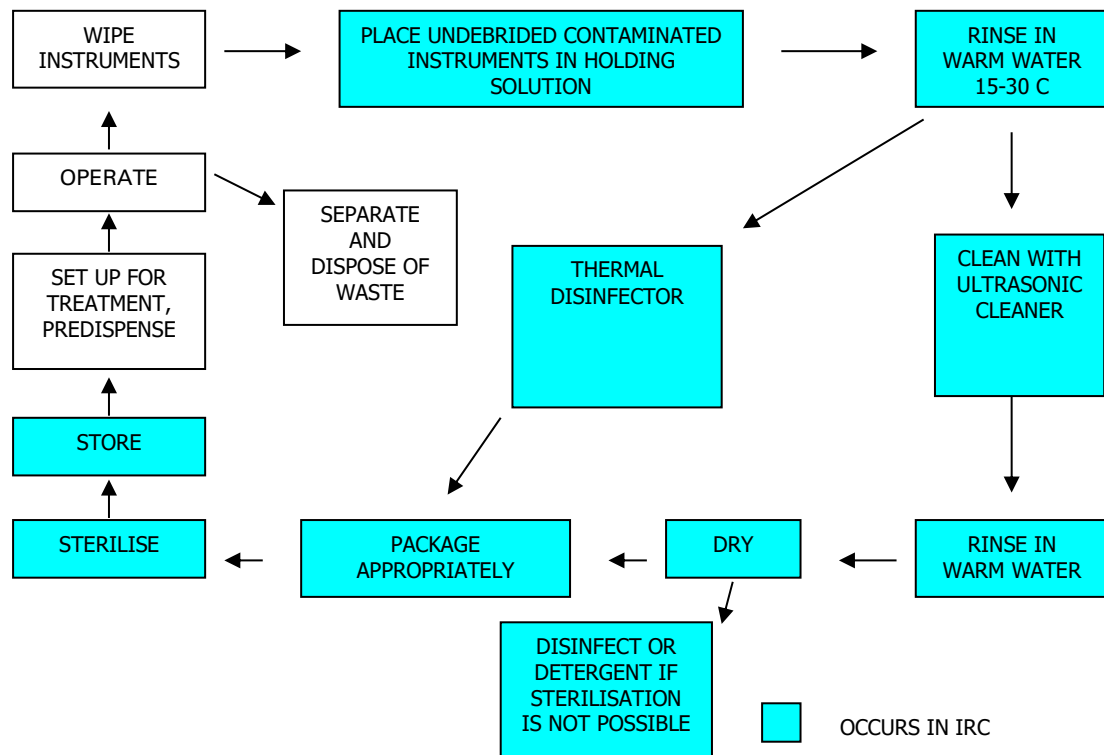 WIPE
INSTRUMENTS
PLACE UNDEBRIDED CONTAMINATED
INSTRUMENTS IN HOLDING
SOLUTION
RINSE IN
WARM WATER
15-30 C
OPERATE
SEPARATE
AND
DISPOSE OF
WASTE
SET UP FOR
TREATMENT,
PREDISPENSE
THERMAL
DISINFECTOR
CLEAN WITH
ULTRASONIC
CLEANER
STORE
STERILISE
PACKAGE
APPROPRIATELY
DRY
RINSE IN
WARM WATER
DISINFECT OR
DETERGENT IF
STERILISATION
IS NOT POSSIBLE
OCCURS IN IRC